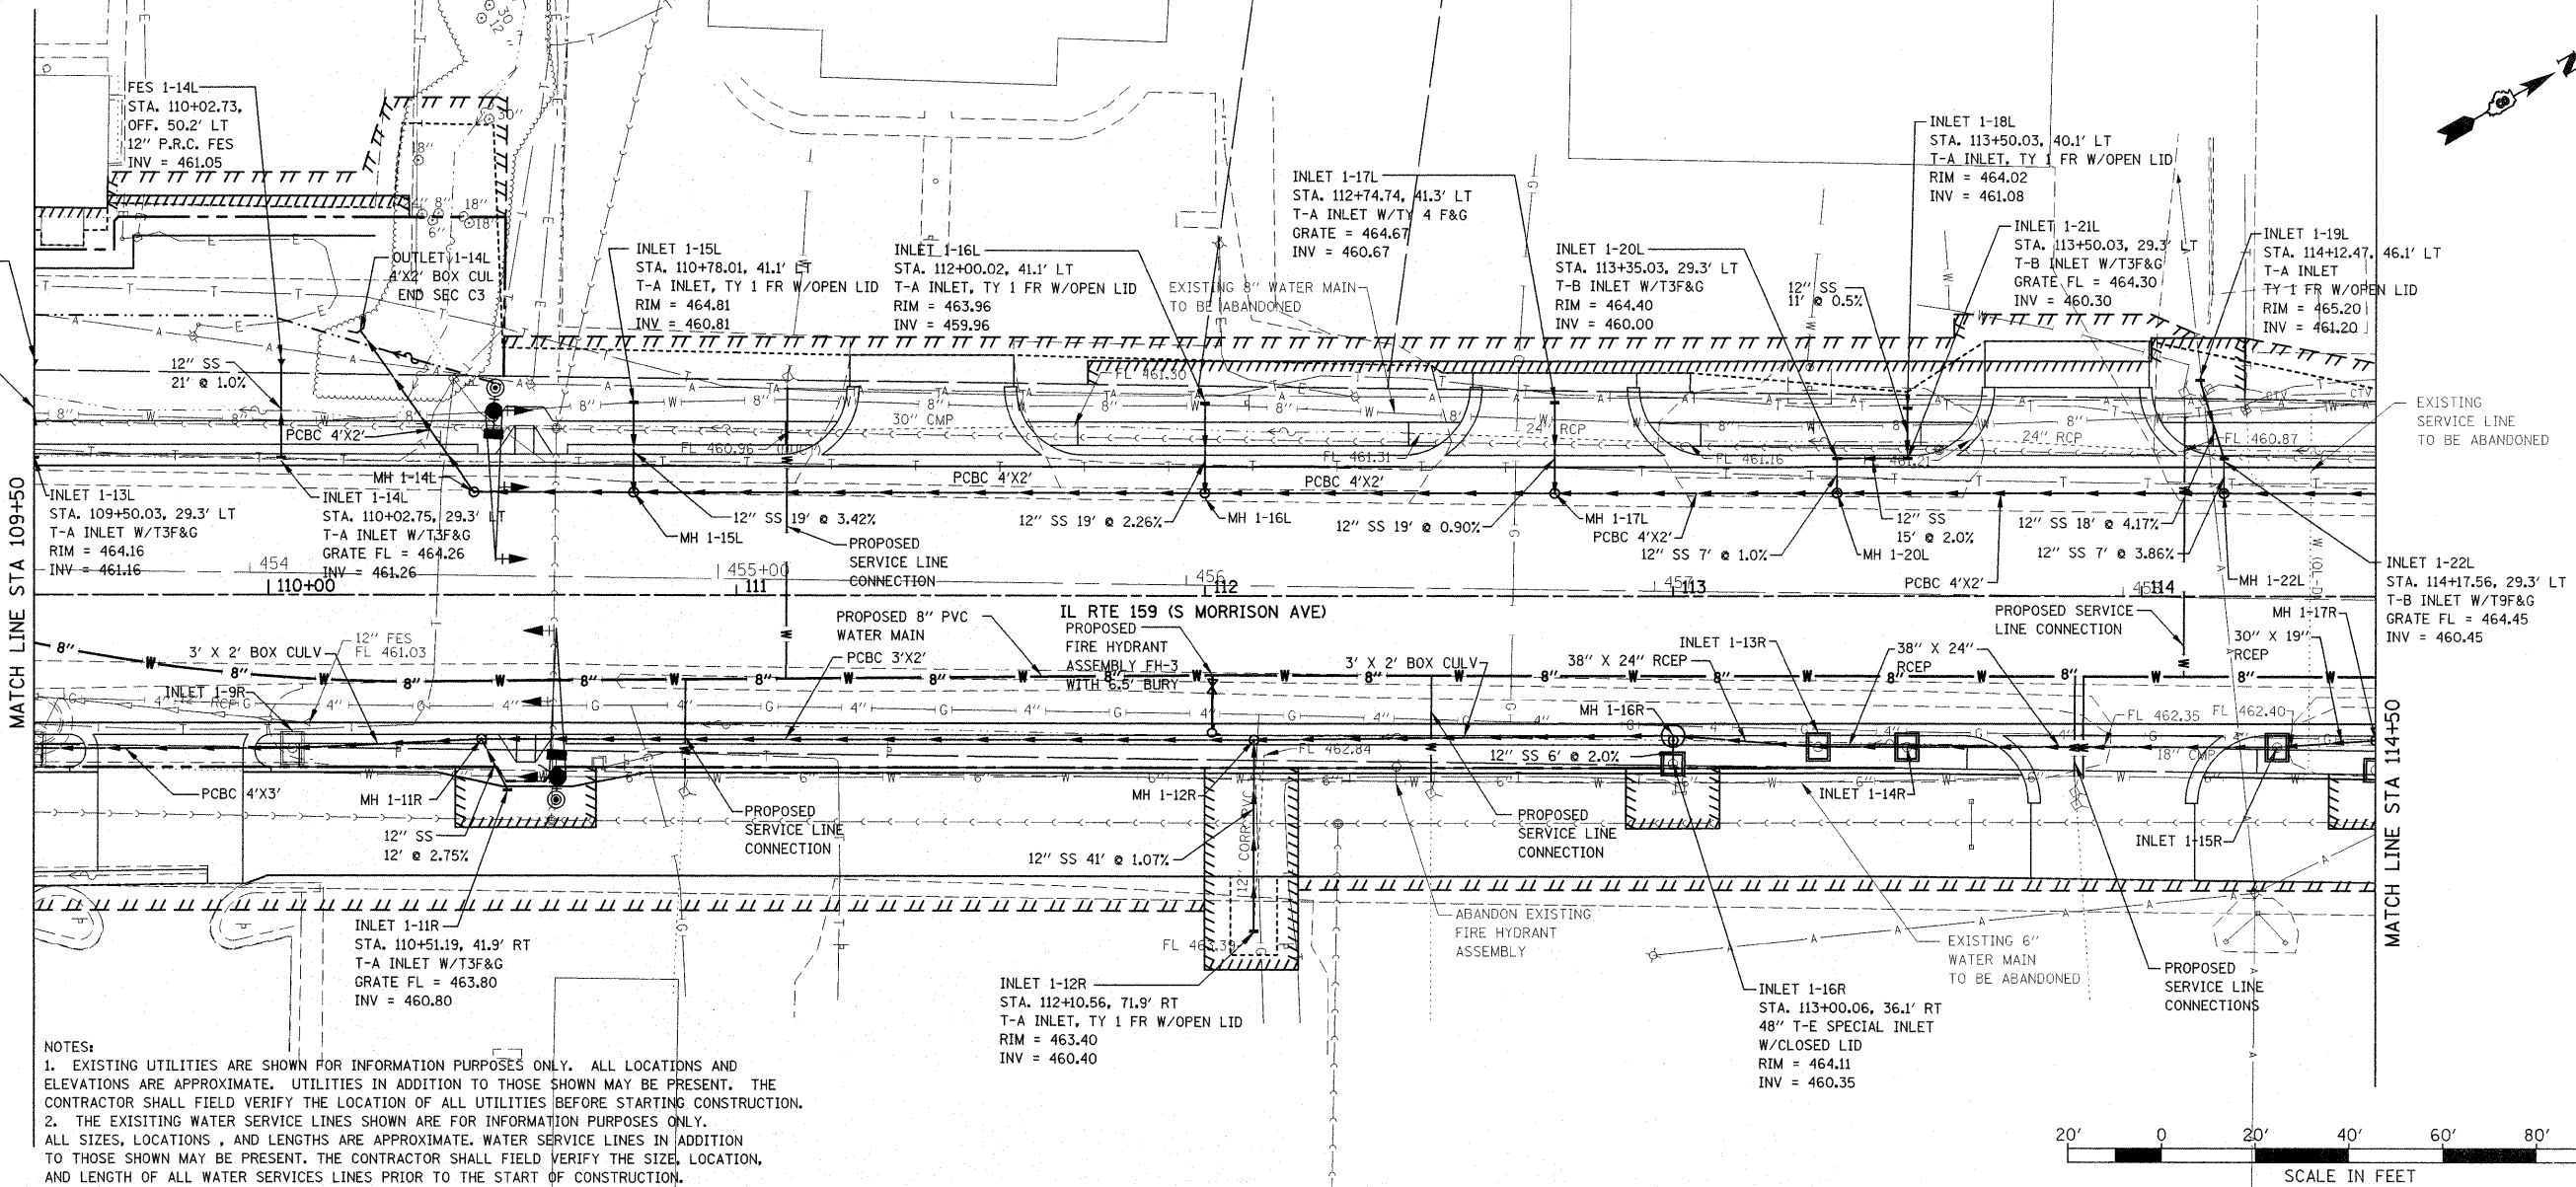 FES 1-14L
STA. 110+02.73,
OFF. 50.2' LT
12" P.R.C. FES
INV = 461.05
OUTLET 1-14L
4'X2' BOX CUL
END SEC C3
INLET 1-15L
STA. 110+78.01, 41.1' LT
T-A INLET, TY 1 FR W/OPEN LID
RIM = 464.81
INV = 460.81
INLET 1-16L
STA. 112+00.02, 41.1' LT
T-A INLET, TY 1 FR W/OPEN LID
RIM = 463.96
INV = 459.96
EXISTING 8" WATER MAIN
TO BE ABANDONED
INLET 1-17L
STA. 112+74.74, 41.3' LT
T-A INLET W/TY 4 F&G
GRATE = 464.67
INV = 460.67
INLET 1-20L
STA. 113+35.03, 29.3' LT
T-B INLET W/T3F&G
RIM = 464.40
INV = 460.00
12" SS
11' @ 0.5%
INLET 1-18L
STA. 113+50.03, 40.1' LT
T-A INLET, TY 1 FR W/OPEN LID
RIM = 464.02
INV = 461.08
INLET 1-21L
STA. 113+50.03, 29.3' LT
T-B INLET W/T3F&G
GRATE FL = 464.30
INV = 460.30
INLET 1-19L
STA. 114+12.47, 46.1' LT
T-A INLET
TY 1 FR W/OPEN LID
RIM = 465.20
INV = 461.20
EXISTING
SERVICE LINE
TO BE ABANDONED
12" SS
21' @ 1.0%
PCBC 4'X2'
30" CMP
FL 461.30
FL 460.96
FL 461.31
24" RCP
FL 461.16
461.21
24" RCP
FL 460.87
MH 1-14L
PCBC 4'X2'
PCBC 4'X2'
MATCH LINE STA 109+50
INLET 1-13L
STA. 109+50.03, 29.3' LT
T-A INLET W/T3F&G
RIM = 464.16
INV = 461.16
INLET 1-14L
STA. 110+02.75, 29.3' LT
T-A INLET W/T3F&G
GRATE FL = 464.26
INV = 461.26
12" SS 19' @ 3.42%
MH 1-15L
PROPOSED
SERVICE LINE
CONNECTION
12" SS 19' @ 2.26%
MH 1-16L
12" SS 19' @ 0.90%
MH 1-17L
PCBC 4'X2'
12" SS 7' @ 1.0%
12" SS
15' @ 2.0%
MH 1-20L
12" SS 18' @ 4.17%
12" SS 7' @ 3.86%
PCBC 4'X2'
MH 1-22L
INLET 1-22L
STA. 114+17.56, 29.3' LT
T-B INLET W/T9F&G
GRATE FL = 464.45
INV = 460.45
454
110+00
455+00
111
456
112
457
113
114
IL RTE 159 (S MORRISON AVE)
12" FES
FL 461.03
3' X 2' BOX CULV
INLET 1-9R
PROPOSED 8" PVC
WATER MAIN
PCBC 3'X2'
PROPOSED
FIRE HYDRANT
ASSEMBLY FH-3
WITH 6.5' BURY
3' X 2' BOX CULV
38" X 24" RCEP
INLET 1-13R
38" X 24"
RCEP
PROPOSED SERVICE
LINE CONNECTION
MH 1-17R
30" X 19"
RCEP
FL 462.35
FL 462.40
MH 1-16R
FL 462.84
12" SS 6' @ 2.0%
18" CMP
PCBC 4'X3'
MH 1-11R
12" SS
12' @ 2.75%
PROPOSED
SERVICE LINE
CONNECTION
MH 1-12R
12" CORR PVC
12" SS 41' @ 1.07%
PROPOSED
SERVICE LINE
CONNECTION
INLET 1-14R
INLET 1-15R
MATCH LINE STA 114+50
INLET 1-11R
STA. 110+51.19, 41.9' RT
T-A INLET W/T3F&G
GRATE FL = 463.80
INV = 460.80
FL 463.39
ABANDON EXISTING
FIRE HYDRANT
ASSEMBLY
EXISTING 6"
WATER MAIN
TO BE ABANDONED
PROPOSED
SERVICE LINE
CONNECTIONS
INLET 1-12R
STA. 112+10.56, 71.9' RT
T-A INLET, TY 1 FR W/OPEN LID
RIM = 463.40
INV = 460.40
INLET 1-16R
STA. 113+00.06, 36.1' RT
48" T-E SPECIAL INLET
W/CLOSED LID
RIM = 464.11
INV = 460.35
NOTES:
1. EXISTING UTILITIES ARE SHOWN FOR INFORMATION PURPOSES ONLY. ALL LOCATIONS AND
ELEVATIONS ARE APPROXIMATE. UTILITIES IN ADDITION TO THOSE SHOWN MAY BE PRESENT. THE
CONTRACTOR SHALL FIELD VERIFY THE LOCATION OF ALL UTILITIES BEFORE STARTING CONSTRUCTION.
2. THE EXISITING WATER SERVICE LINES SHOWN ARE FOR INFORMATION PURPOSES ONLY.
ALL SIZES, LOCATIONS , AND LENGTHS ARE APPROXIMATE. WATER SERVICE LINES IN ADDITION
TO THOSE SHOWN MAY BE PRESENT. THE CONTRACTOR SHALL FIELD VERIFY THE SIZE, LOCATION,
AND LENGTH OF ALL WATER SERVICES LINES PRIOR TO THE START OF CONSTRUCTION.
20' 0 20' 40' 60' 80'
SCALE IN FEET